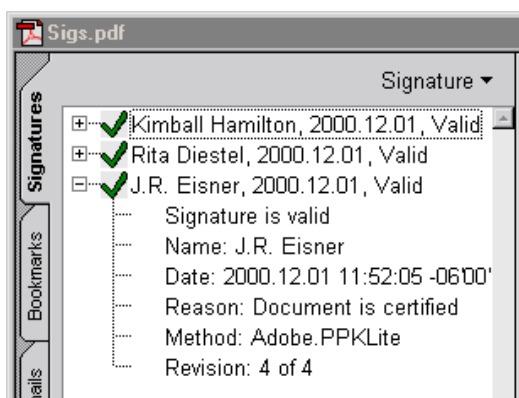 Sigs.pdf
Signature
Signatures
Kimball Hamilton, 2000.12.01, Valid
Rita Diestel, 2000.12.01, Valid
J.R. Eisner, 2000.12.01, Valid
Signature is valid
Name: J.R. Eisner
Date: 2000.12.01 11:52:05 -06'00'
Reason: Document is certified
Method: Adobe.PPKLite
Revision: 4 of 4
Bookmarks